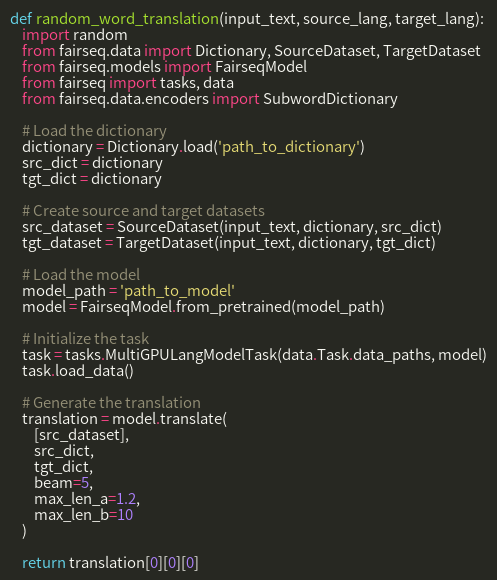 def random_word_translation(input_text, source_lang, target_lang):
import random
from fairseq.data import Dictionary, SourceDataset, TargetDataset
from fairseq.models import FairseqModel
from fairseq import tasks, data
from fairseq.data.encoders import SubwordDictionary
# Load the dictionary
dictionary = Dictionary.load('path_to_dictionary')
src_dict = dictionary
tgt_dict = dictionary
# Create source and target datasets
src_dataset = SourceDataset(input_text, dictionary, src_dict)
tgt_dataset = TargetDataset(input_text, dictionary, tgt_dict)
# Load the model
model_path = 'path_to_model'
model = FairseqModel.from_pretrained(model_path)
# Initialize the task
task = tasks.MultiGPULangModelTask(data.Task.data_paths, model)
task.load_data()
# Generate the translation
translation = model.translate(
[src_dataset],
src_dict,
tgt_dict,
beam=5,
max_len_a=1.2,
max_len_b=10
)
return translation[0][0][0]